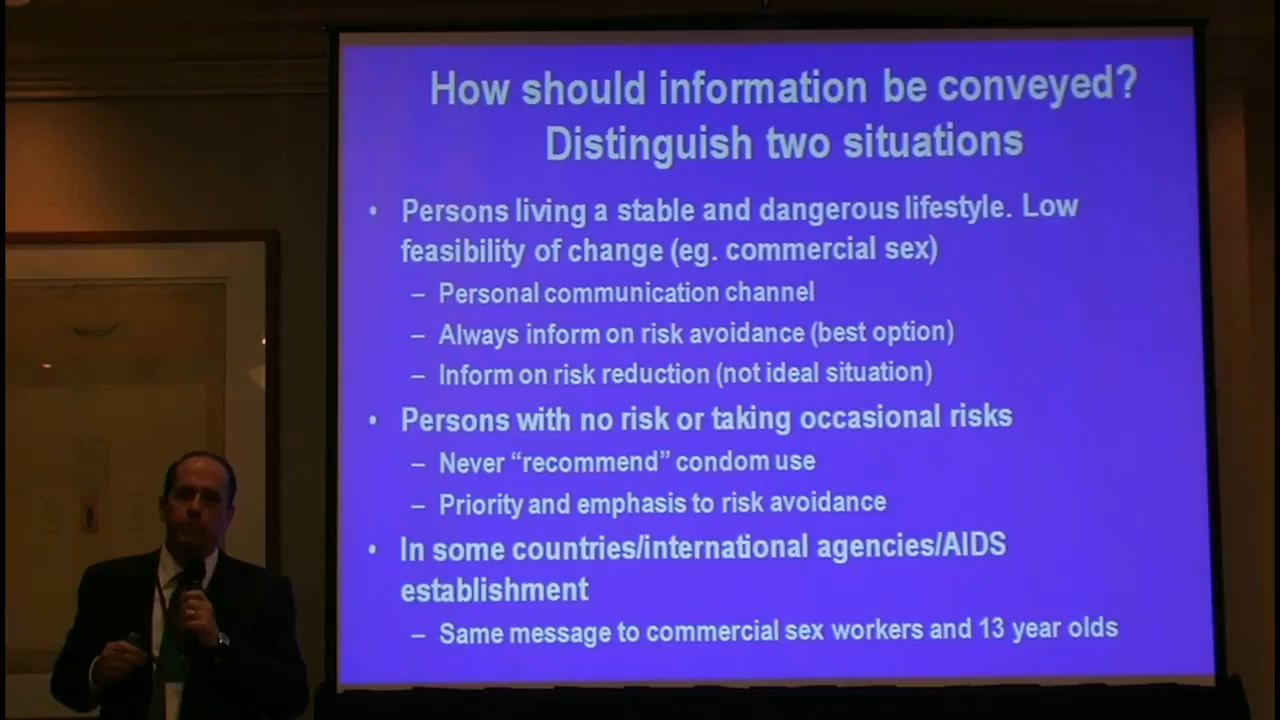 How should information be conveyed?
Distinguish two situations
• Persons living a stable and dangerous lifestyle. Low
feasibility of change (eg. commercial sex)
– Personal communication channel
– Always inform on risk avoidance (best option)
– Inform on risk reduction (not ideal situation)
• Persons with no risk or taking occasional risks
– Never “recommend” condom use
– Priority and emphasis to risk avoidance
• In some countries/international agencies/AIDS
establishment
– Same message to commercial sex workers and 13 year olds